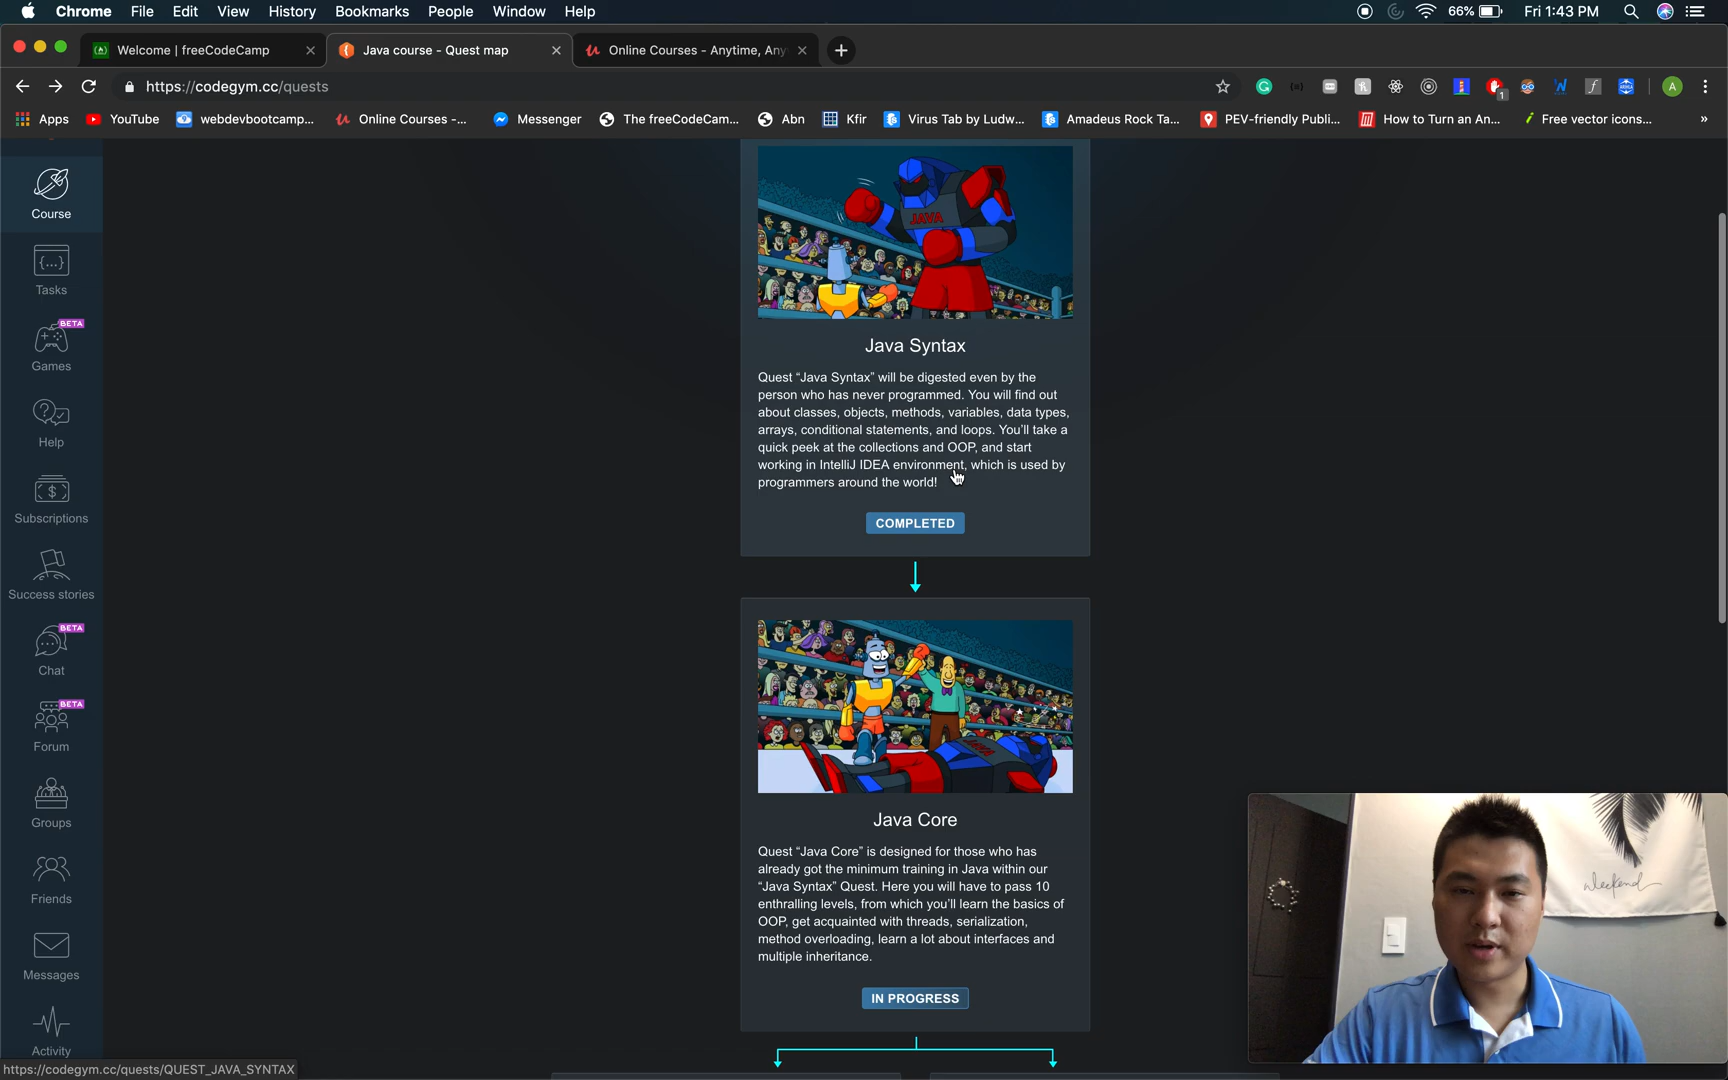 Chrome File Edit View History Bookmarks People Window Help 66% Fri 1:43 PM
Welcome | freeCodeCamp Java course - Quest map Online Courses - Anytime, Any
https://codegym.cc/quests
Apps YouTube webdevbootcamp... Online Courses -... Messenger The freeCodeCam... Abn Kfir Virus Tab by Ludw... Amadeus Rock Ta... PEV-friendly Publi... How to Turn an An... Free vector icons... »
Course
Tasks
BETA
Games
Help
Subscriptions
Success stories
BETA
Chat
BETA
Forum
Groups
Friends
Messages
Activity
JAVA
Java Syntax
Quest “Java Syntax” will be digested even by the
person who has never programmed. You will find out
about classes, objects, methods, variables, data types,
arrays, conditional statements, and loops. You’ll take a
quick peek at the collections and OOP, and start
working in IntelliJ IDEA environment, which is used by
programmers around the world!
COMPLETED
Java Core
Quest “Java Core” is designed for those who has
already got the minimum training in Java within our
“Java Syntax” Quest. Here you will have to pass 10
enthralling levels, from which you’ll learn the basics of
OOP, get acquainted with threads, serialization,
method overloading, learn a lot about interfaces and
multiple inheritance.
IN PROGRESS
weekend
https://codegym.cc/quests/QUEST_JAVA_SYNTAX